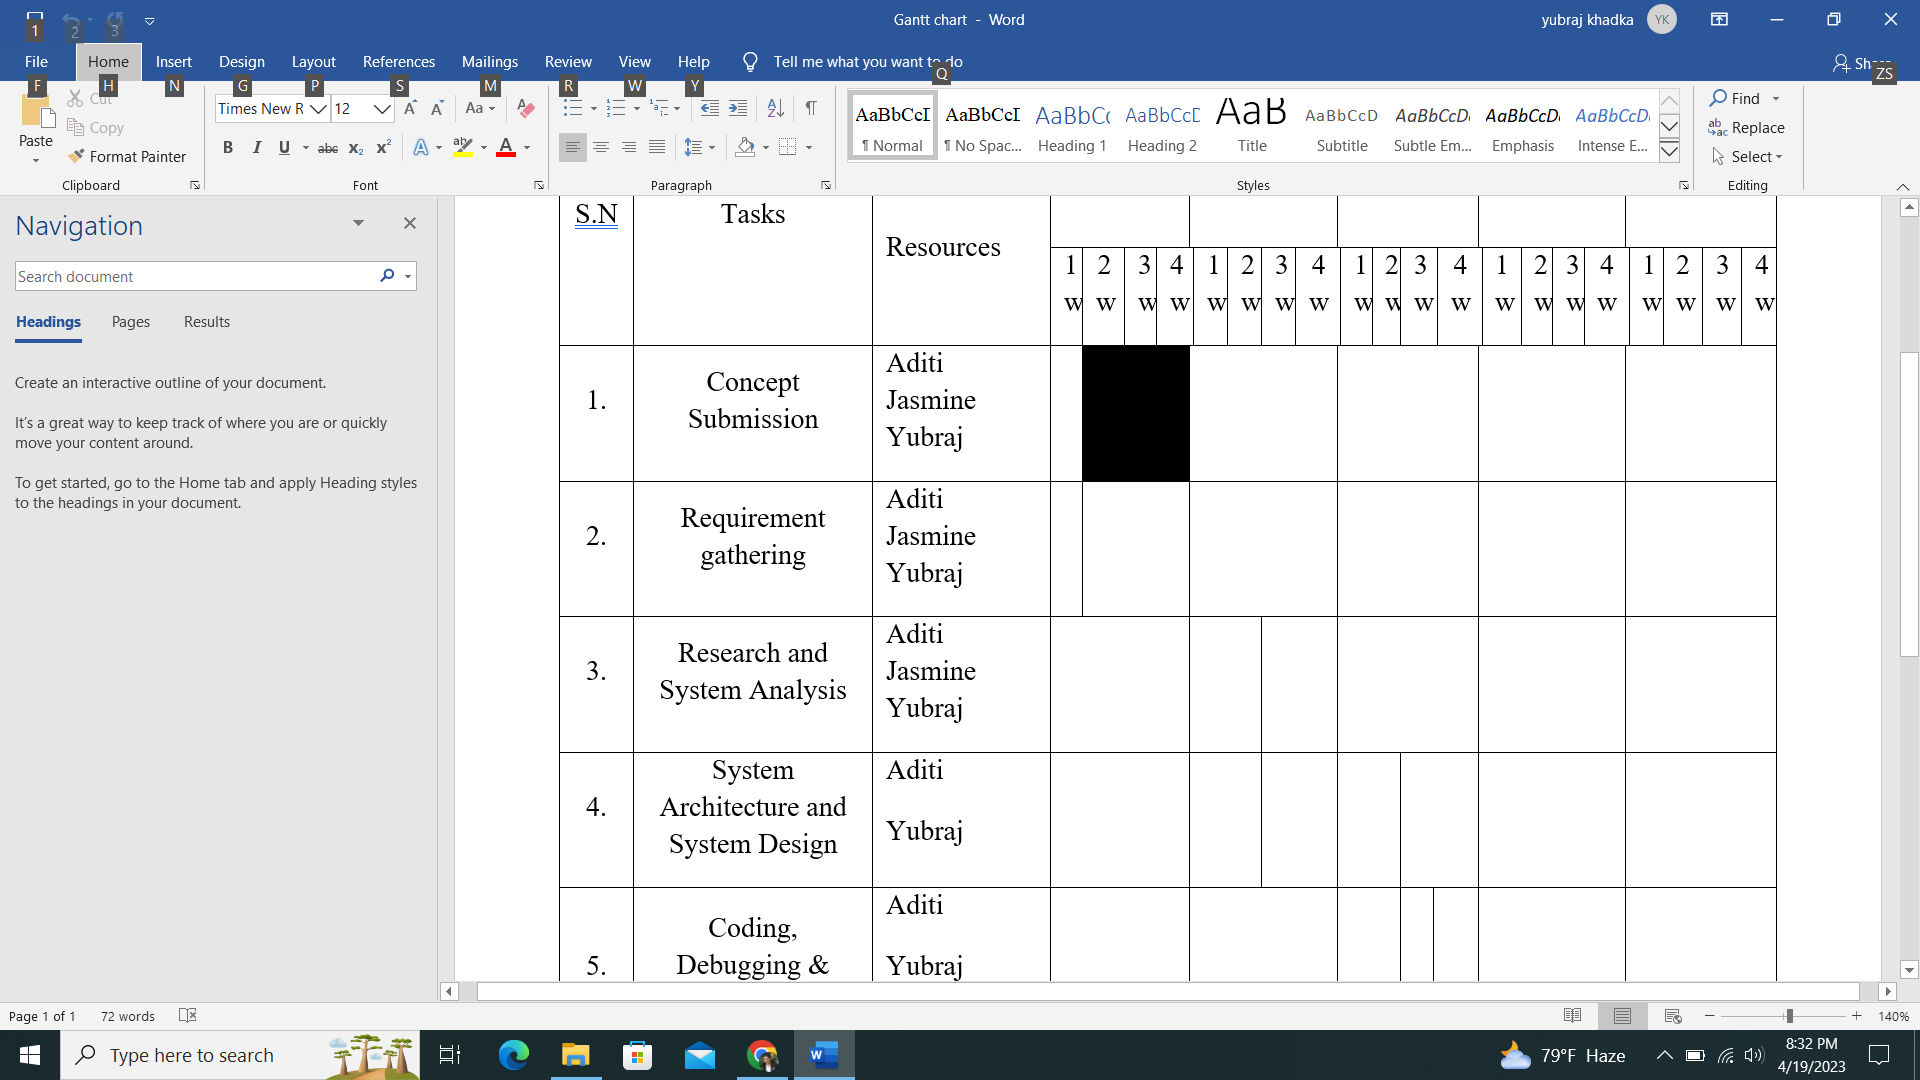 Gantt chart - Word
yubraj khadka
YK
1
2
3
File
Home
Insert
Design
Layout
References
Mailings
Review
View
Help
Tell me what you want to do
F
H
N
G
P
S
M
R
W
Y
Q
ZS
Paste
Cut
Copy
Format Painter
Clipboard
Times New R
12
Aa
B I U abc x₂ x²
Font
Paragraph
AaBbCcI
¶ Normal
AaBbCcI
¶ No Spac...
AaBbCc
Heading 1
AaBbCcD
Heading 2
AaB
Title
AaBbCcD
Subtitle
AaBbCcD
Subtle Em...
AaBbCcD
Emphasis
AaBbCcD
Intense E...
Styles
Find
Replace
Select
Editing
Navigation
Search document
Headings Pages Results
Create an interactive outline of your document.
It's a great way to keep track of where you are or quickly
move your content around.
To get started, go to the Home tab and apply Heading styles
to the headings in your document.
S.N
Tasks
Resources
1 2 3 4 1 2 3 4 1 2 3 4 1 2 3 4 1 2 3 4
w w w w w w w w w w w w w w w w w w w w
1.
Concept
Submission
Aditi
Jasmine
Yubraj
2.
Requirement
gathering
Aditi
Jasmine
Yubraj
3.
Research and
System Analysis
Aditi
Jasmine
Yubraj
4.
System
Architecture and
System Design
Aditi
Yubraj
5.
Coding,
Debugging &
Aditi
Yubraj
Page 1 of 1
72 words
140%
Type here to search
79°F Haze
8:32 PM
4/19/2023